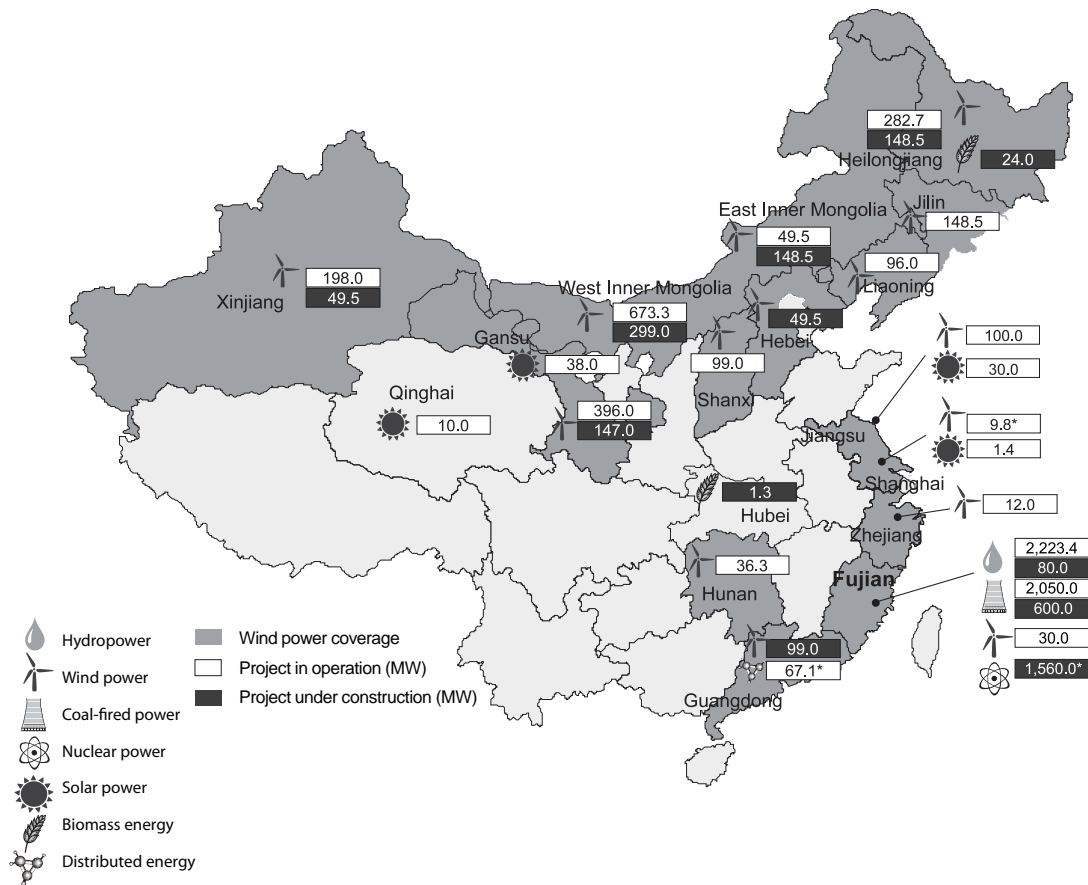 282.7
148.5
Heilongjiang
24.0
Jilin
148.5
East Inner Mongolia
49.5
148.5
96.0
Liaoning
198.0
49.5
Xinjiang
West Inner Mongolia
673.3
299.0
49.5
Hebei
Gansu
38.0
99.0
Shanxi
100.0
30.0
Qinghai
10.0
396.0
147.0
Jiangsu
9.8*
1.4
Shanghai
1.3
Hubei
12.0
Zhejiang
36.3
Hunan
Fujian
2,223.4
80.0
2,050.0
600.0
30.0
1,560.0*
99.0
67.1*
Guangdong
Hydropower
Wind power
Coal-fired power
Nuclear power
Solar power
Biomass energy
Distributed energy
Wind power coverage
Project in operation (MW)
Project under construction (MW)